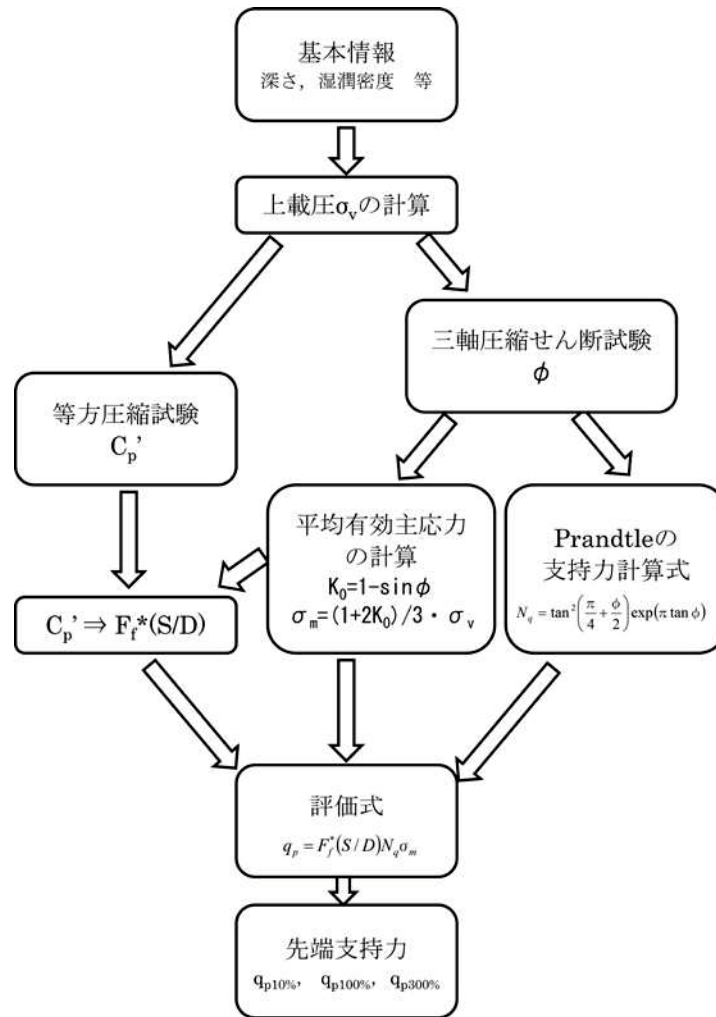 基本情報
深さ，湿潤密度　等
上載圧σvの計算
三軸圧縮せん断試験
φ
等方圧縮試験
Cp’
平均有効主応力
の計算
K0=1-sinφ
σm=(1+2K0)/3・σv
Prandtleの
支持力計算式
Nq = tan²(π/4 + φ/2)exp(π tan φ)
Cp’⇒Ff*(S/D)
評価式
qp = Ff*(S/D)Nqσm
先端支持力
qp10%, qp100%, qp300%